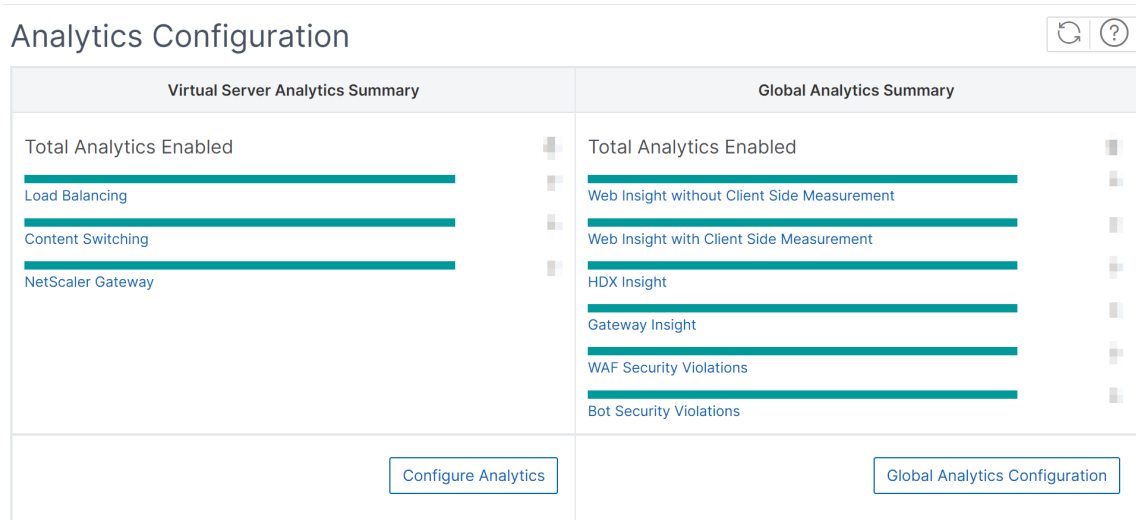 Analytics Configuration
Virtual Server Analytics Summary
Global Analytics Summary
Total Analytics Enabled
Load Balancing
Content Switching
NetScaler Gateway
Total Analytics Enabled
Web Insight without Client Side Measurement
Web Insight with Client Side Measurement
HDX Insight
Gateway Insight
WAF Security Violations
Bot Security Violations
Configure Analytics
Global Analytics Configuration